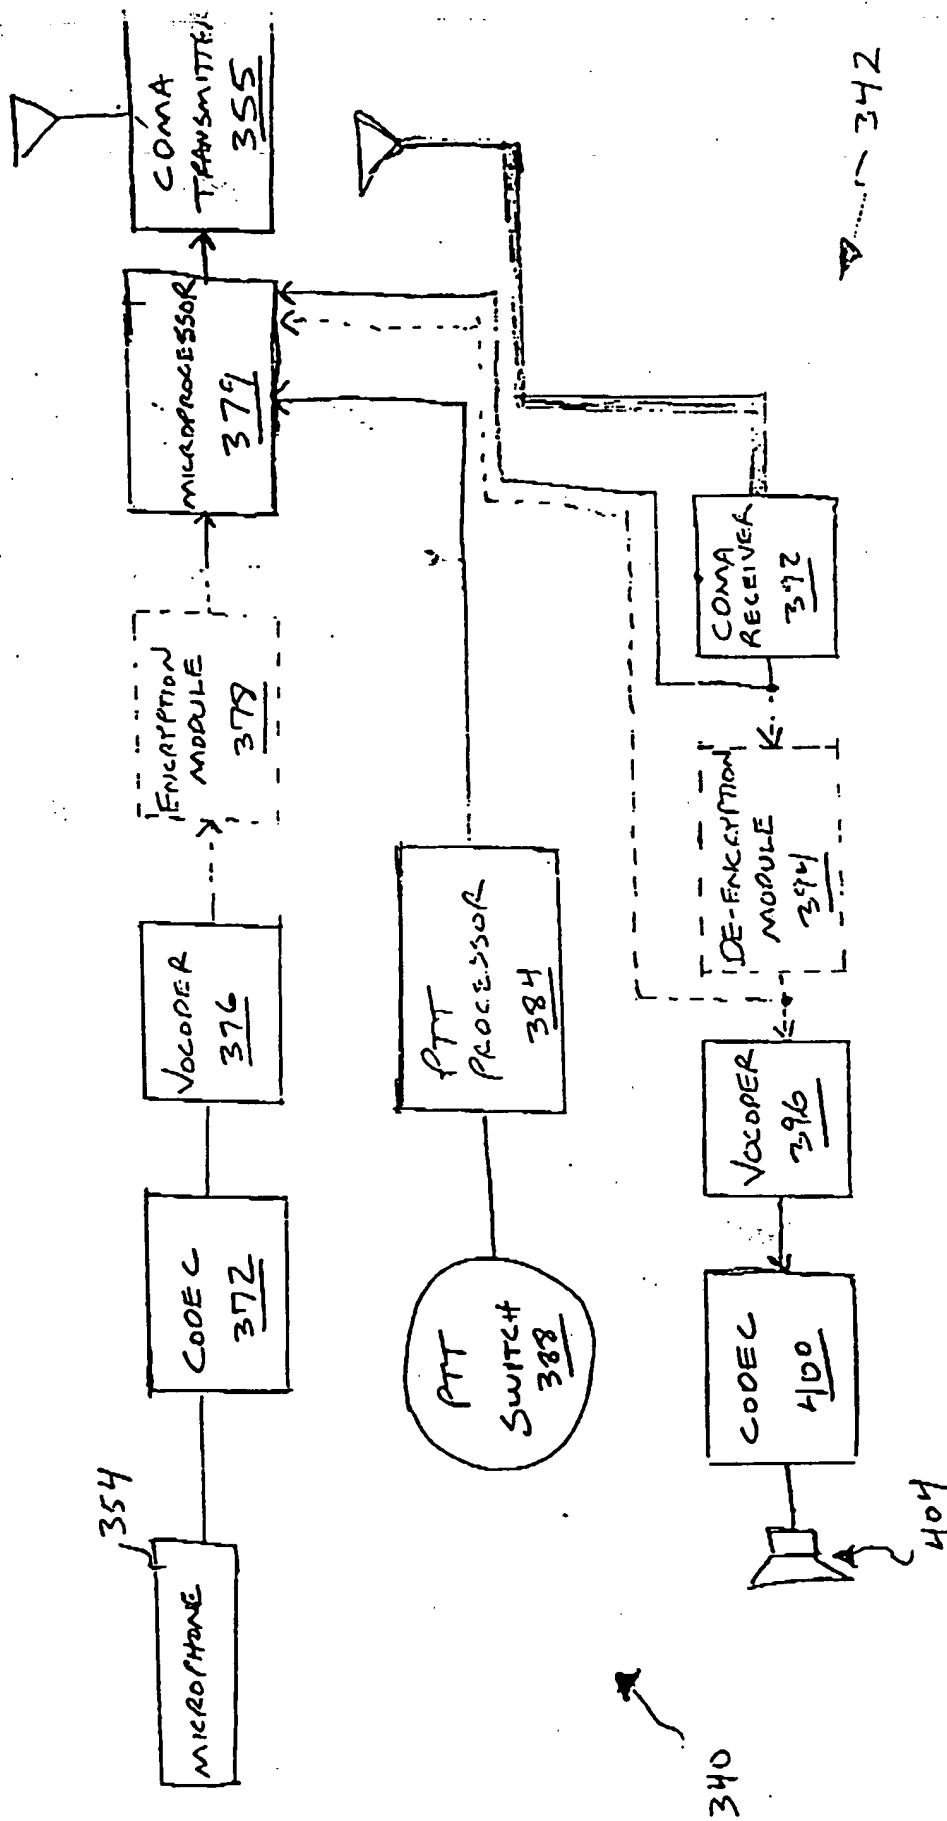 354
MICROPHONE
CODEC
372
VOCODER
376
ENCRYPTION
MODULE
378
MICROPROCESSOR
379
CDMA
TRANSMITTER
355
PTT
SWITCH
388
PTT
PROCESSOR
384
404
CODEC
400
VOCODER
396
DE-ENCRYPTION
MODULE
394
CDMA
RECEIVER
392
340
342